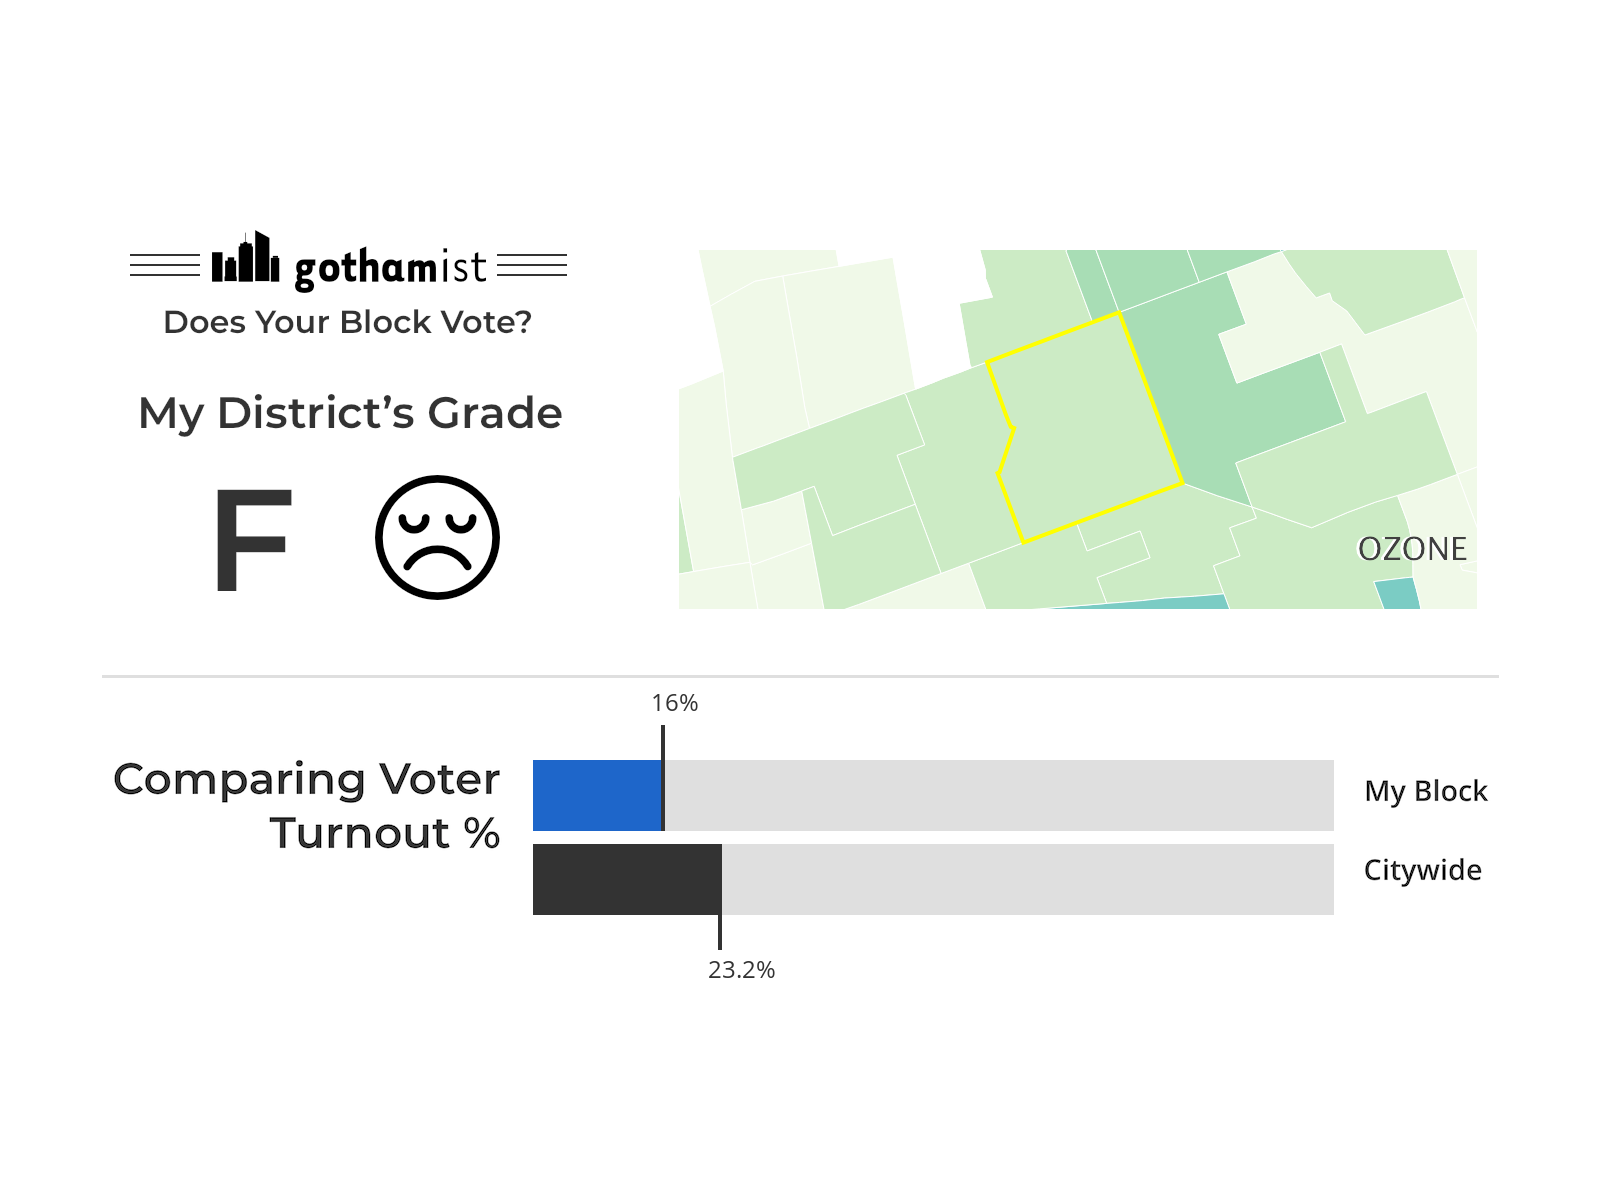 gothamist
Does Your Block Vote?
My District’s Grade
F
OZONE
16%
Comparing Voter
Turnout %
My Block
Citywide
23.2%